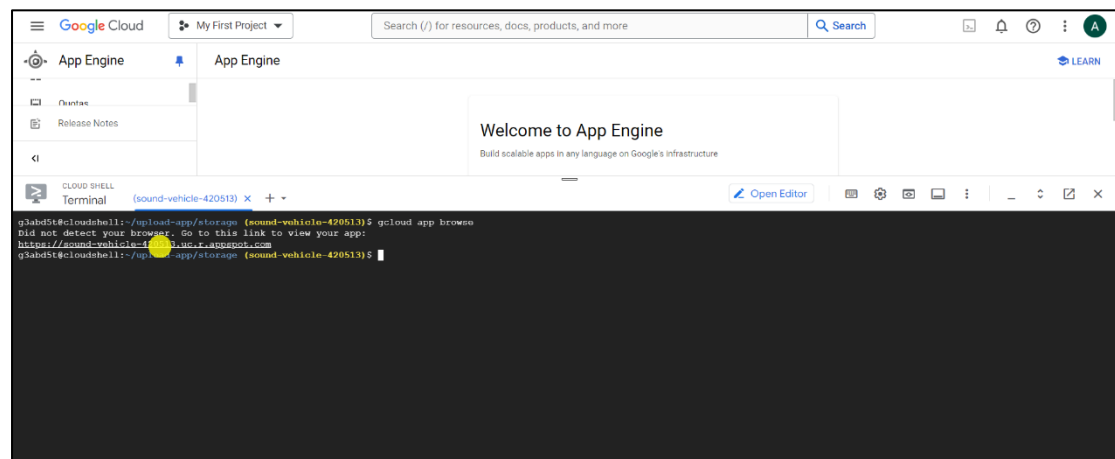 Google Cloud
My First Project
Search (/) for resources, docs, products, and more
Search
A
App Engine
App Engine
LEARN
Quotas
Release Notes
Welcome to App Engine
Build scalable apps in any language on Google's infrastructure
CLOUD SHELL
Terminal
(sound-vehicle-420513)
Open Editor
g3abd5t@cloudshell:~/upload-app/storage (sound-vehicle-420513)$ gcloud app browse
Did not detect your browser. Go to this link to view your app:
https://sound-vehicle-420513.uc.r.appspot.com
g3abd5t@cloudshell:~/upload-app/storage (sound-vehicle-420513)$